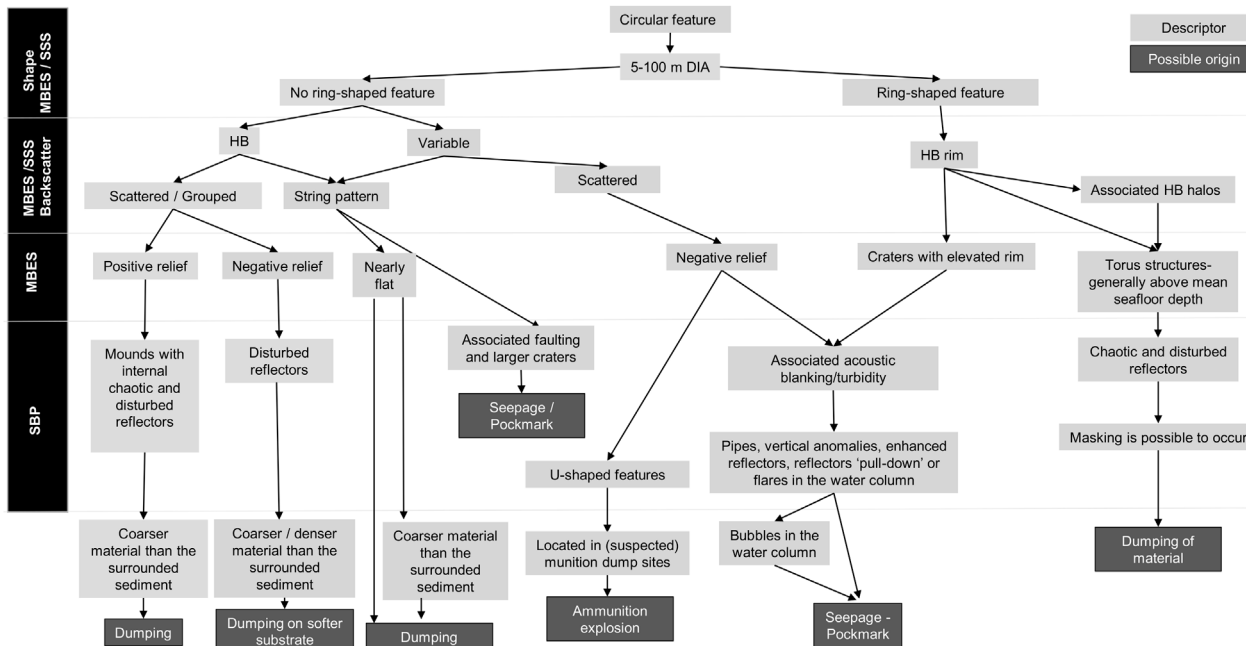 Circular feature
Descriptor
Possible origin
Shape
MBES / SSS
5-100 m DIA
No ring-shaped feature
Ring-shaped feature
MBES /SSS
Backscatter
HB
Variable
HB rim
Scattered
Scattered / Grouped
String pattern
Associated HB halos
MBES
Positive relief
Negative relief
Nearly
flat
Negative relief
Craters with elevated rim
Torus structures-
generally above mean
seafloor depth
SBP
Mounds with
internal
chaotic and
disturbed
reflectors
Disturbed
reflectors
Associated faulting
and larger craters
Seepage /
Pockmark
Associated acoustic
blanking/turbidity
Chaotic and disturbed
reflectors
Masking is possible to occur
U-shaped features
Pipes, vertical anomalies, enhanced
reflectors, reflectors ‘pull-down’ or
flares in the water column
Coarser
material than the
surrounded
sediment
Coarser / denser
material than the
surrounded
sediment
Coarser material
than the
surrounded
sediment
Located in (suspected)
munition dump sites
Bubbles in the
water column
Dumping of
material
Dumping
Dumping on softer
substrate
Dumping
Ammunition
explosion
Seepage -
Pockmark